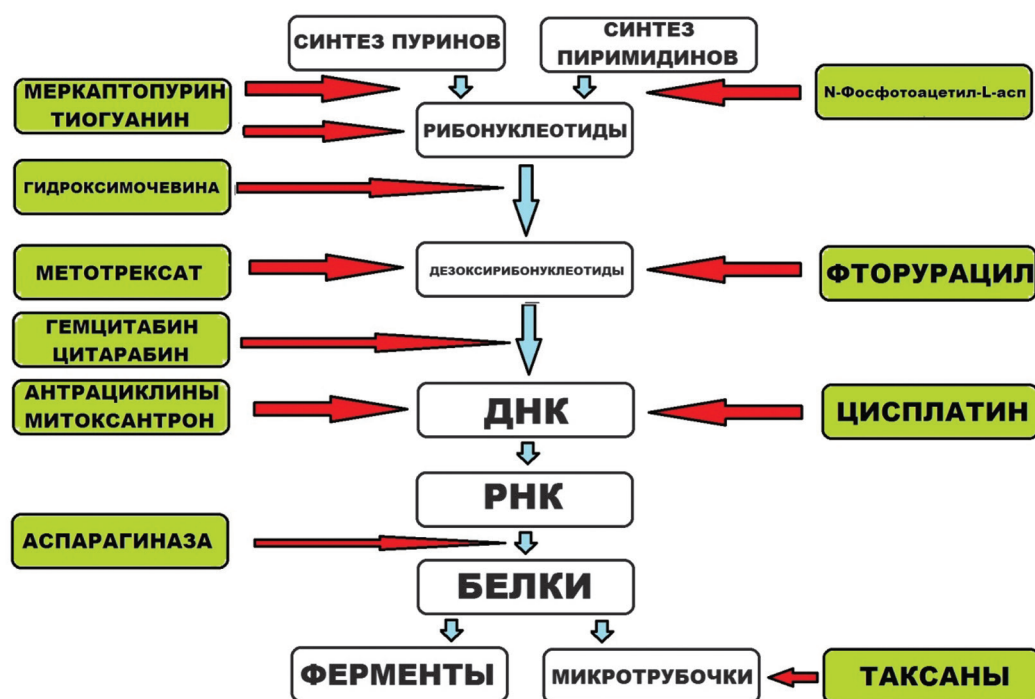 СИНТЕЗ ПУРИНОВ
СИНТЕЗ
ПИРИМИДИНОВ
МЕРКАПТОПУРИН
ТИОГУАНИН
N-Фосфотоацетил-L-асп
РИБОНУКЛЕОТИДЫ
ГИДРОКСИМОЧЕВИНА
МЕТОТРЕКСАТ
ДЕЗОКСИРИБОНУКЛЕОТИДЫ
ФТОРУРАЦИЛ
ГЕМЦИТАБИН
ЦИТАРАБИН
АНТРАЦИКЛИНЫ
МИТОКСАНТРОН
ДНК
ЦИСПЛАТИН
РНК
АСПАРАГИНАЗА
БЕЛКИ
ФЕРМЕНТЫ
МИКРОТРУБОЧКИ
ТАКСАНЫ